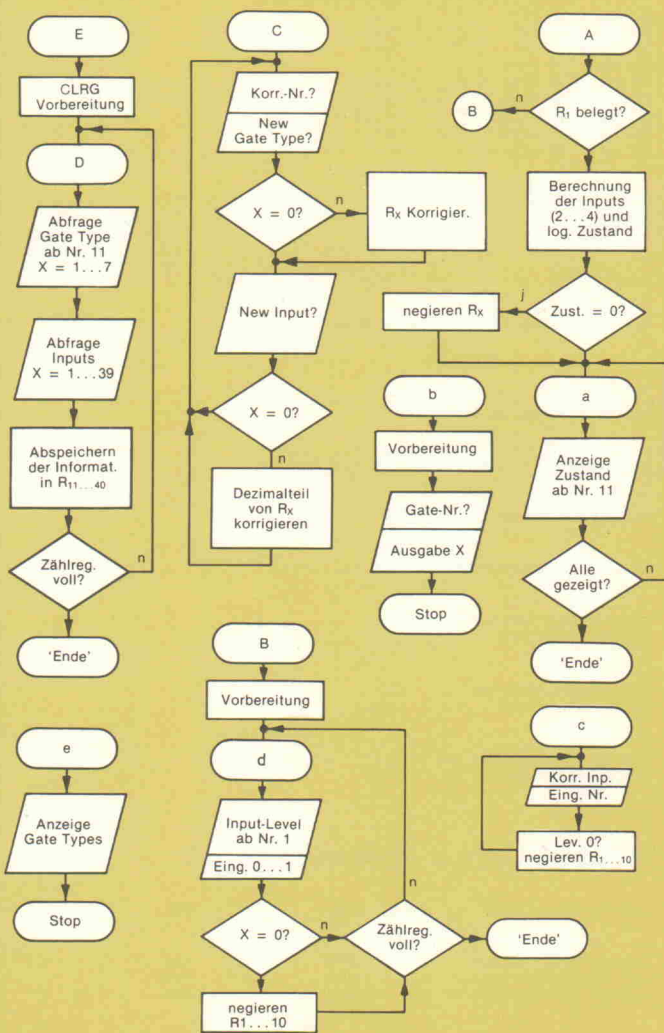 E
CLRG
Vorbereitung
D
Abfrage
Gate Type
ab Nr. 11
X = 1...7
Abfrage
Inputs
X = 1...39
Abspeichern
der Informat.
in R11...40
Zählreg.
voll?
n
'Ende'
e
Anzeige
Gate Types
Stop
C
Korr.-Nr.?
New
Gate Type?
X = 0?
n
RX Korrigier.
New Input?
X = 0?
n
Dezimalteil
von RX
korrigieren
B
Vorbereitung
d
Input-Level
ab Nr. 1
Eing. 0...1
X = 0?
n
negieren
R1...10
Zählreg.
voll?
n
'Ende'
b
Vorbereitung
Gate-Nr.?
Ausgabe X
Stop
A
R1 belegt?
n
B
Berechnung
der Inputs
(2...4) und
log. Zustand
Zust. = 0?
j
negieren RX
a
Anzeige
Zustand
ab Nr. 11
Alle
gezeigt?
n
'Ende'
c
Korr. Inp.
Eing. Nr.
Lev. 0?
negieren R1...10